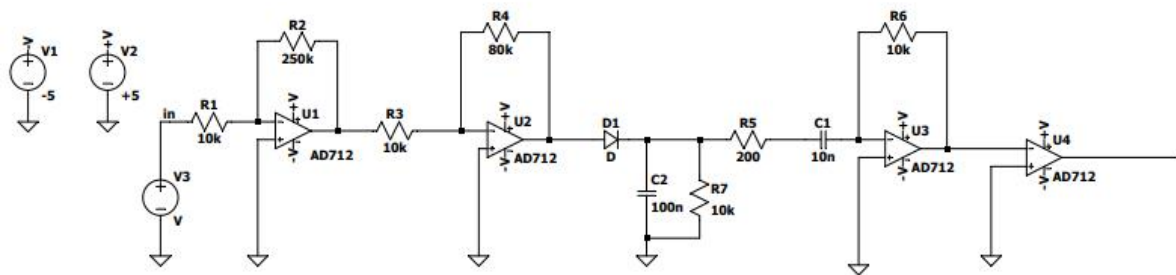 -V
V1
-5
+V
V2
+5
in
R1
10k
V3
V
R2
250k
+V
U1
-V
AD712
R3
10k
R4
80k
+V
U2
-V
AD712
D1
D
C2
100n
R7
10k
R5
200
C1
10n
R6
10k
+V
U3
-V
AD712
+V
U4
-V
AD712